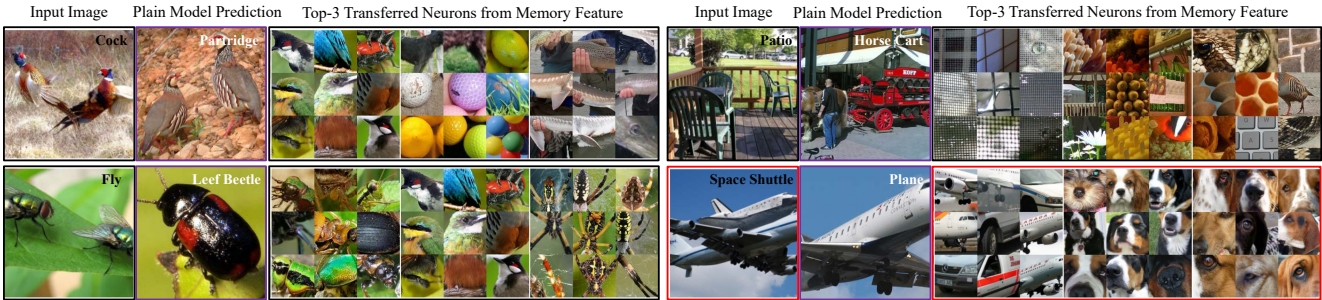 Input Image Plain Model Prediction Top-3 Transferred Neurons from Memory Feature Input Image Plain Model Prediction Top-3 Transferred Neurons from Memory Feature
Cock Partridge Patio Horse Cart
Fly Leef Beetle Space Shuttle Plane